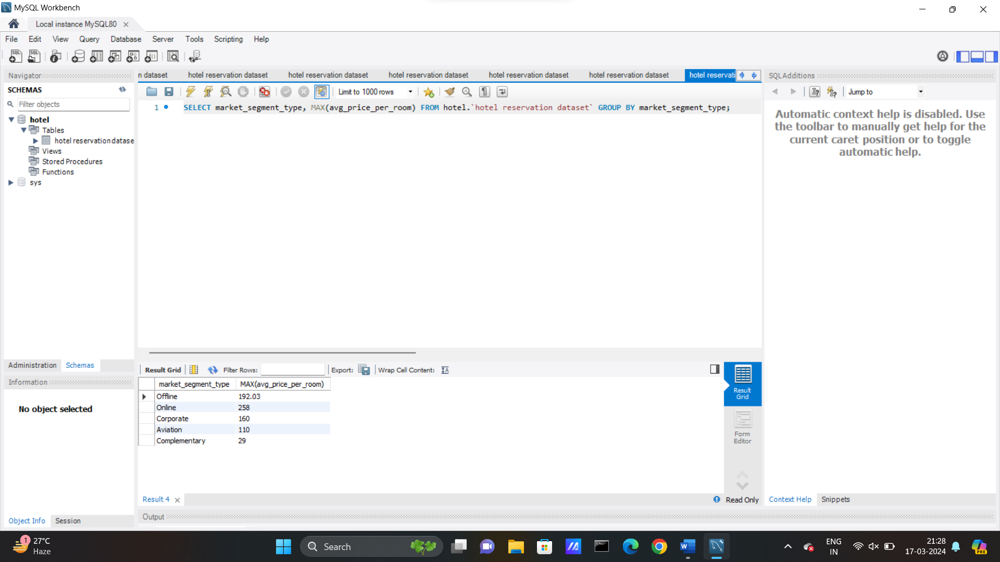 MySQL Workbench
Local instance MySQL80
File Edit View Query Database Server Tools Scripting Help
Navigator
SCHEMAS
Filter objects
hotel
Tables
hotel reservation datase
Views
Stored Procedures
Functions
sys
Administration Schemas
Information
No object selected
Object Info Session
n dataset hotel reservation dataset hotel reservation dataset hotel reservation dataset hotel reservation dataset hotel reservation dataset hotel reservati
Limit to 1000 rows
1 SELECT market_segment_type, MAX(avg_price_per_room) FROM hotel.`hotel reservation dataset` GROUP BY market_segment_type;
Result Grid Filter Rows: Export: Wrap Cell Content:
market_segment_type MAX(avg_price_per_room)
Offline 192.03
Online 258
Corporate 160
Aviation 110
Complementary 29
Result
Grid
Form
Editor
Result 4
Read Only
Output
SQLAdditions
Jump to
Automatic context help is disabled. Use
the toolbar to manually get help for the
current caret position or to toggle
automatic help.
Context Help Snippets
1
27°C
Haze
Search
ENG
IN
21:28
17-03-2024
PRE